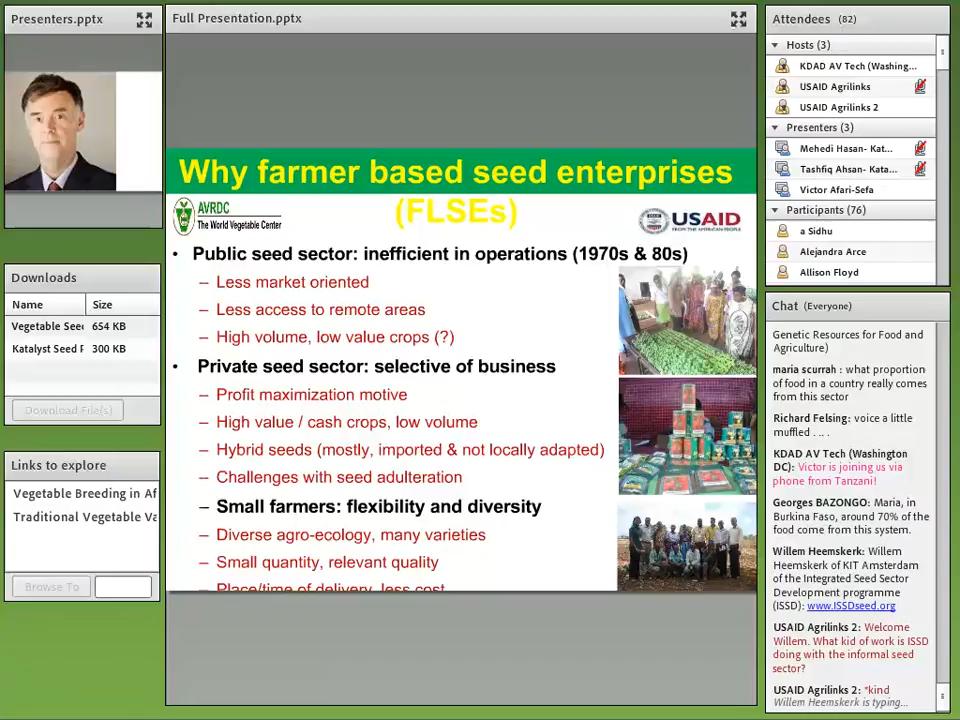 Presenters.pptx
Downloads
Name Size
Vegetable Seed 654 KB
Katalyst Seed F 300 KB
Download File(s)
Links to explore
Vegetable Breeding in Af
Traditional Vegetable Va
Browse To
Full Presentation.pptx
Why farmer based seed enterprises
(FLSEs)
AVRDC
The World Vegetable Center
USAID
FROM THE AMERICAN PEOPLE
• Public seed sector: inefficient in operations (1970s & 80s)
– Less market oriented
– Less access to remote areas
– High volume, low value crops (?)
• Private seed sector: selective of business
– Profit maximization motive
– High value / cash crops, low volume
– Hybrid seeds (mostly, imported & not locally adapted)
– Challenges with seed adulteration
– Small farmers: flexibility and diversity
– Diverse agro-ecology, many varieties
– Small quantity, relevant quality
– Place/time of delivery, less cost
Attendees (82)
Hosts (3)
KDAD AV Tech (Washing...
USAID Agrilinks
USAID Agrilinks 2
Presenters (3)
Mehedi Hasan- Kat...
Tashfiq Ahsan- Kata...
Victor Afari-Sefa
Participants (76)
a Sidhu
Alejandra Arce
Allison Floyd
Chat (Everyone)
Genetic Resources for Food and
Agriculture)
maria scurrah : what proportion
of food in a country really comes
from this sector
Richard Felsing: voice a little
muffled . .. .
KDAD AV Tech (Washington
DC): Victor is joining us via
phone from Tanzania!
Georges BAZONGO: Maria, in
Burkina Faso, around 70% of the
food come from this system.
Willem Heemskerk: Willem
Heemskerk of KIT Amsterdam
of the Integrated Seed Sector
Development programme
(ISSD): www.ISSDseed.org
USAID Agrilinks 2: Welcome
Willem. What kid of work is ISSD
doing with the informal seed
sector?
USAID Agrilinks 2: *kind
Willem Heemskerk is typing...